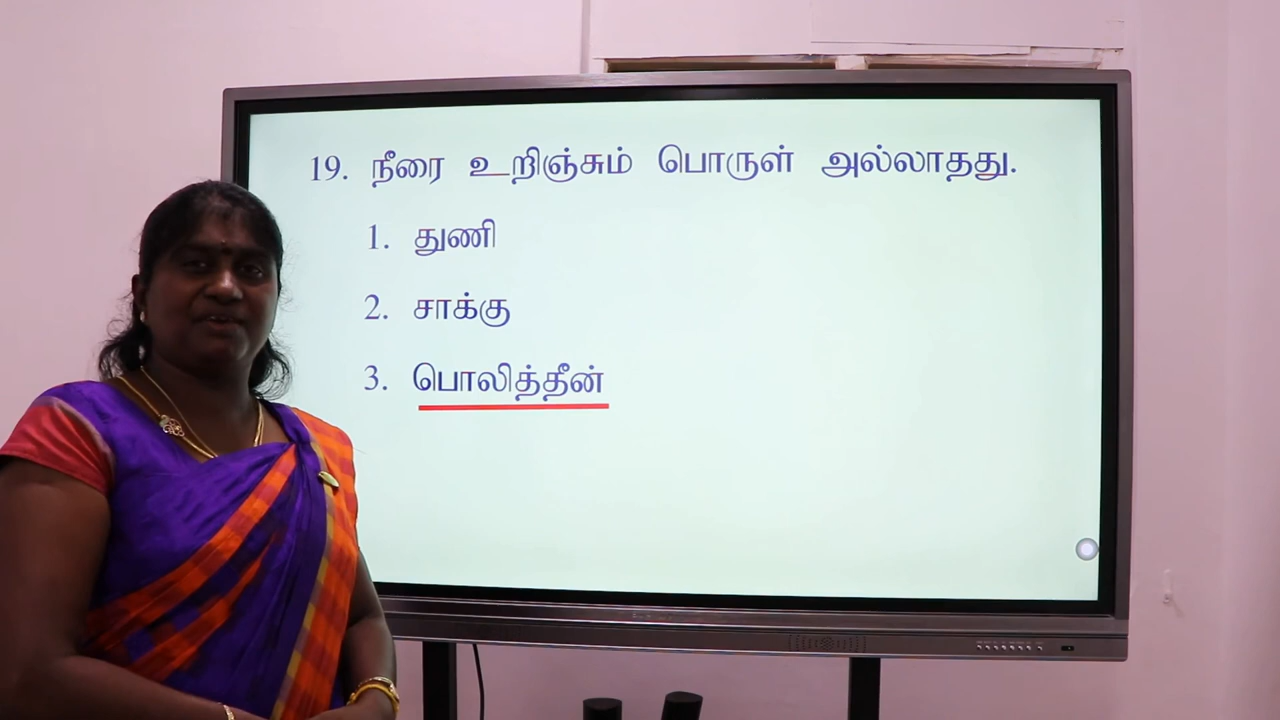 19. நீரை உறிஞ்சும் பொருள் அல்லாதது.
1. துணி
2. சாக்கு
3. பொலித்தீன்